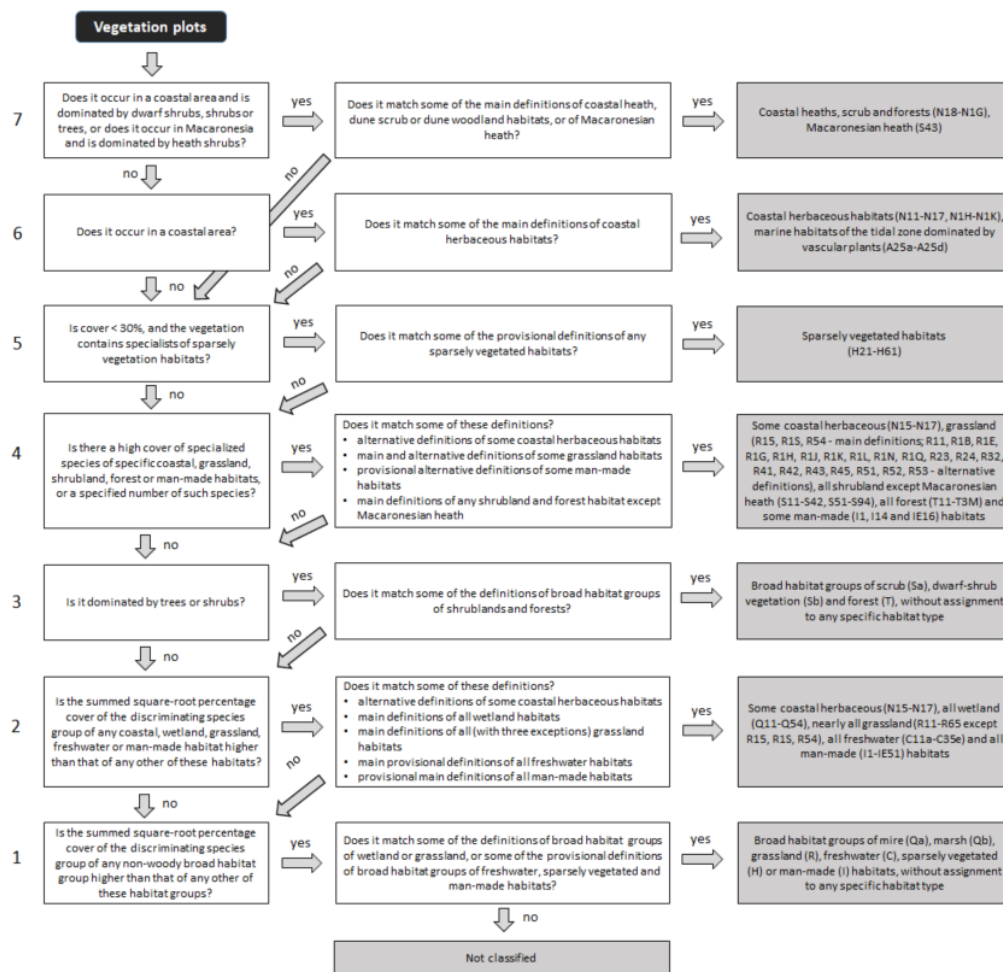 Vegetation plots
7
Does it occur in a coastal area and is
dominated by dwarf shrubs, shrubs or
trees, or does it occur in Macaronesia
and is dominated by heath shrubs?
yes
Does it match some of the main definitions of coastal heath,
dune scrub or dune woodland habitats, or of Macaronesian
heath?
yes
Coastal heaths, scrub and forests (N18-N1G),
Macaronesian heath (S43)
no
no
6
Does it occur in a coastal area?
yes
Does it match some of the main definitions of coastal
herbaceous habitats?
yes
Coastal herbaceous habitats (N11-N17, N1H-N1K),
marine habitats of the tidal zone dominated by
vascular plants (A25a-A25d)
no
no
5
Is cover < 30%, and the vegetation
contains specialists of sparsely
vegetation habitats?
yes
Does it match some of the provisional definitions of any
sparsely vegetated habitats?
yes
Sparsely vegetated habitats
(H21-H61)
no
no
4
Is there a high cover of specialized
species of specific coastal, grassland,
shrubland, forest or man-made habitats,
or a specified number of such species?
yes
Does it match some of these definitions?
• alternative definitions of some coastal herbaceous habitats
• main and alternative definitions of some grassland habitats
• provisional alternative definitions of some man-made
habitats
• main definitions of any shrubland and forest habitat except
Macaronesian heath
yes
Some coastal herbaceous (N15-N17), grassland
(R15, R1S, R54 - main definitions; R11, R1B, R1E,
R1G, R1H, R1J, R1K, R1L, R1N, R1Q, R23, R24, R32,
R41, R42, R43, R45, R51, R52, R53 - alternative
definitions), all shrubland except Macaronesian
heath (S11-S42, S51-S94), all forest (T11-T3M) and
some man-made (I1, I14 and IE16) habitats
no
no
3
Is it dominated by trees or shrubs?
yes
Does it match some of the definitions of broad habitat groups
of shrublands and forests?
yes
Broad habitat groups of scrub (Sa), dwarf-shrub
vegetation (Sb) and forest (T), without assignment
to any specific habitat type
no
no
2
Is the summed square-root percentage
cover of the discriminating species
group of any coastal, wetland, grassland,
freshwater or man-made habitat higher
than that of any other of these habitats?
yes
Does it match some of these definitions?
• alternative definitions of some coastal herbaceous habitats
• main definitions of all wetland habitats
• main definitions of all (with three exceptions) grassland
habitats
• main provisional definitions of all freshwater habitats
• provisional main definitions of all man-made habitats
yes
Some coastal herbaceous (N15-N17), all wetland
(Q11-Q54), nearly all grassland (R11-R65 except
R15, R1S, R54), all freshwater (C11a-C35e) and all
man-made (I1-IE51) habitats
no
no
1
Is the summed square-root percentage
cover of the discriminating species
group of any non-woody broad habitat
group higher than that of any other of
these habitat groups?
yes
Does it match some of the definitions of broad habitat groups
of wetland or grassland, or some of the provisional definitions
of broad habitat groups of freshwater, sparsely vegetated and
man-made habitats?
yes
Broad habitat groups of mire (Qa), marsh (Qb),
grassland (R), freshwater (C), sparsely vegetated
(H) or man-made (I) habitats, without assignment
to any specific habitat type
no
Not classified